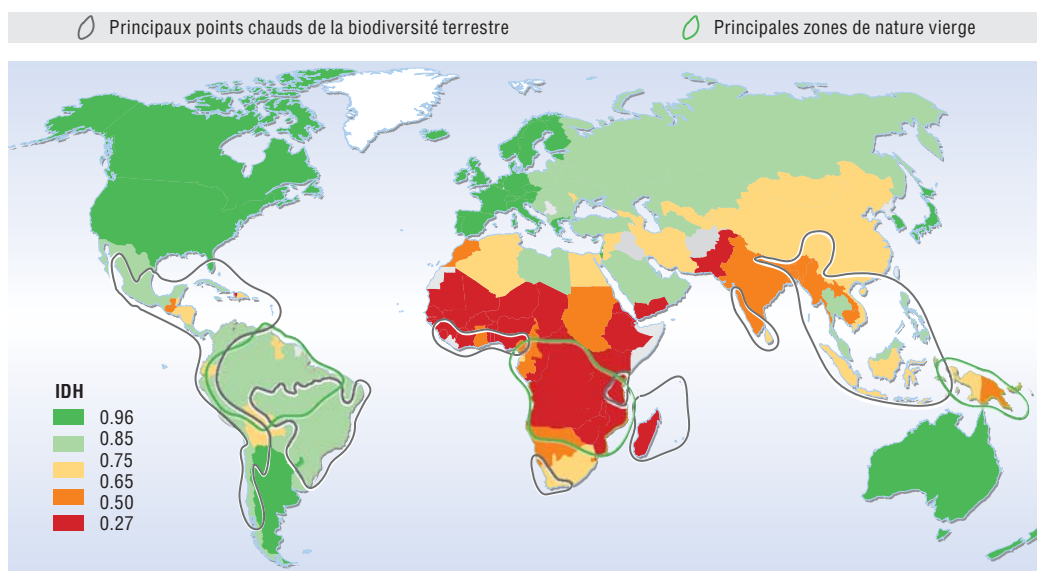 Principaux points chauds de la biodiversité terrestre
Principales zones de nature vierge
IDH
0.96
0.85
0.75
0.65
0.50
0.27